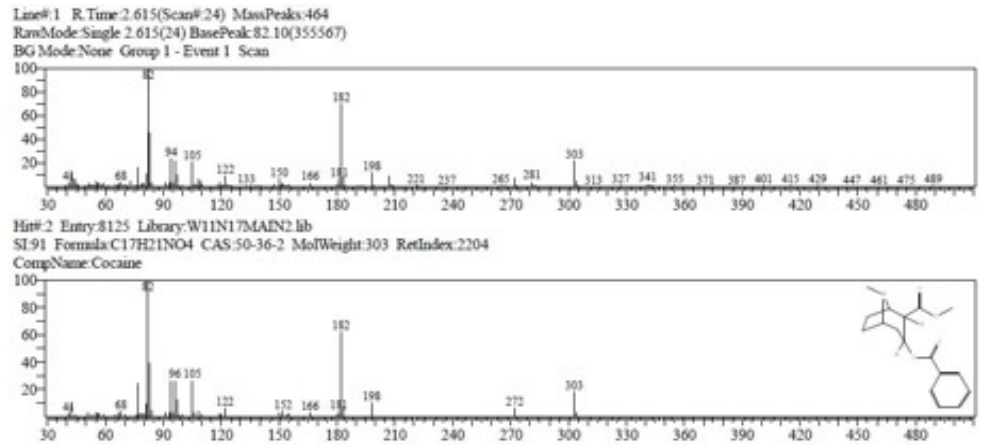 Line#:1 R.Time:2.615(Scan#:24) MassPeaks:464
RawMode:Single 2.615(24) BasePeak:82.10(355567)
BG Mode:None Group 1 - Event 1 Scan
100
80
60
40
20
41 68 82 94 105 122 133 150 166 181 182 198 221 237 265 281 303 313 327 341 355 371 387 401 415 429 447 461 475 489
30 60 90 120 150 180 210 240 270 300 330 360 390 420 450 480
Hit#:2 Entry:8125 Library:W11N17MAIN2.lib
SI:91 Formula:C17H21NO4 CAS:50-36-2 MolWeight:303 RetIndex:2204
CompName:Cocaine
100
80
60
40
20
41 68 82 96 105 122 152 166 181 182 198 272 303
30 60 90 120 150 180 210 240 270 300 330 360 390 420 450 480